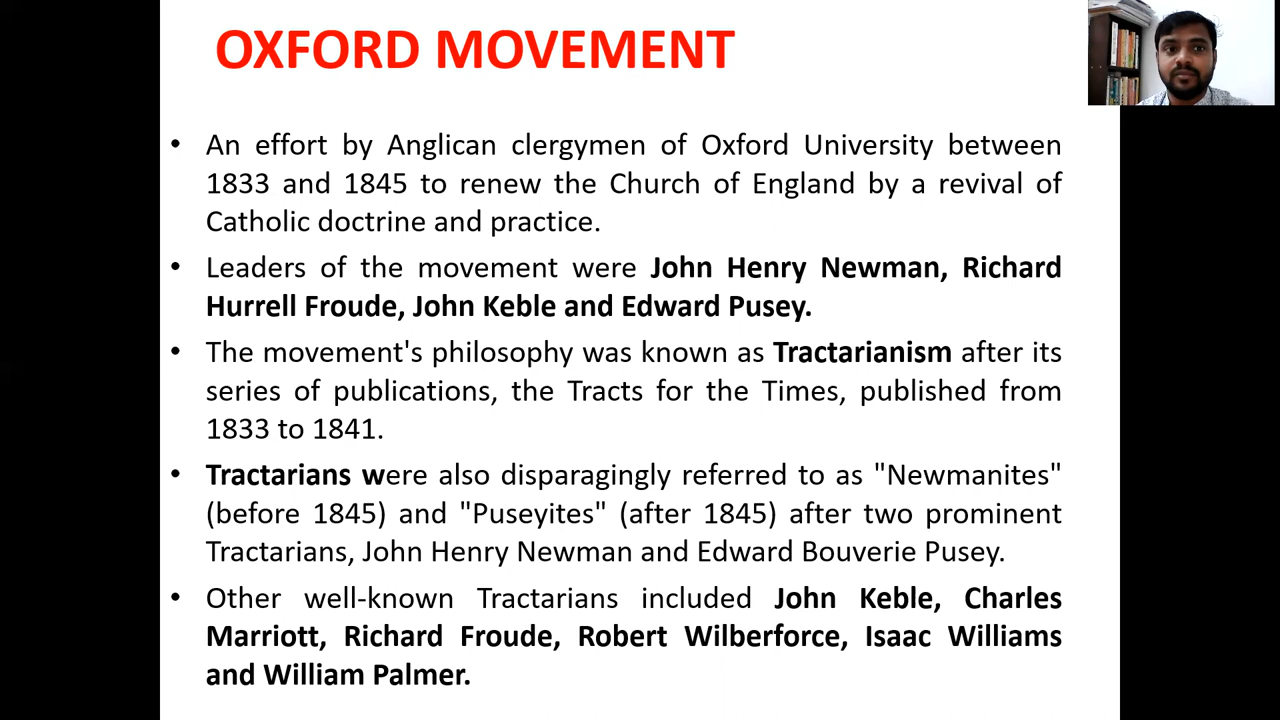 OXFORD MOVEMENT
• An effort by Anglican clergymen of Oxford University between
1833 and 1845 to renew the Church of England by a revival of
Catholic doctrine and practice.
• Leaders of the movement were John Henry Newman, Richard
Hurrell Froude, John Keble and Edward Pusey.
• The movement's philosophy was known as Tractarianism after its
series of publications, the Tracts for the Times, published from
1833 to 1841.
• Tractarians were also disparagingly referred to as "Newmanites"
(before 1845) and "Puseyites" (after 1845) after two prominent
Tractarians, John Henry Newman and Edward Bouverie Pusey.
• Other well-known Tractarians included John Keble, Charles
Marriott, Richard Froude, Robert Wilberforce, Isaac Williams
and William Palmer.